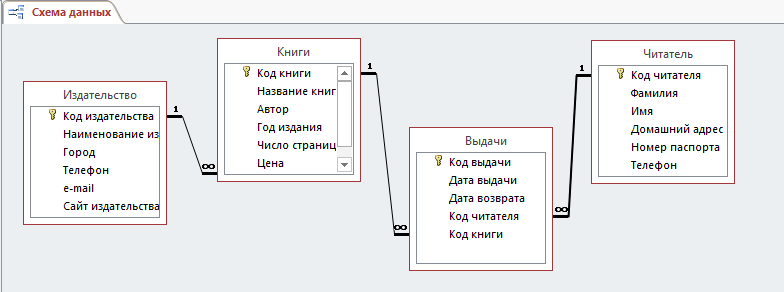 Схема данных
Издательство
Код издательства
Наименование из
Город
Телефон
e-mail
Сайт издательства
1
∞
Книги
Код книги
Название книг
Автор
Год издания
Число страниц
Цена
1
∞
Выдачи
Код выдачи
Дата выдачи
Дата возврата
Код читателя
Код книги
∞
1
Читатель
Код читателя
Фамилия
Имя
Домашний адрес
Номер паспорта
Телефон